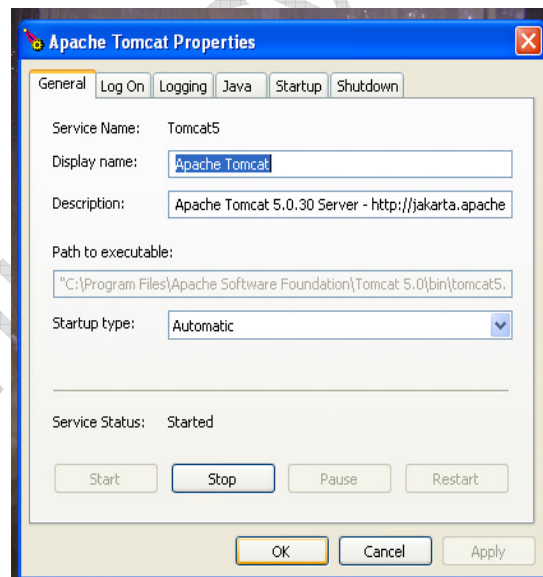 Apache Tomcat Properties
General Log On Logging Java Startup Shutdown
Service Name: Tomcat5
Display name: Apache Tomcat
Description: Apache Tomcat 5.0.30 Server - http://jakarta.apache
Path to executable:
"C:\Program Files\Apache Software Foundation\Tomcat 5.0\bin\tomcat5.
Startup type: Automatic
Service Status: Started
Start Stop Pause Restart
OK Cancel Apply